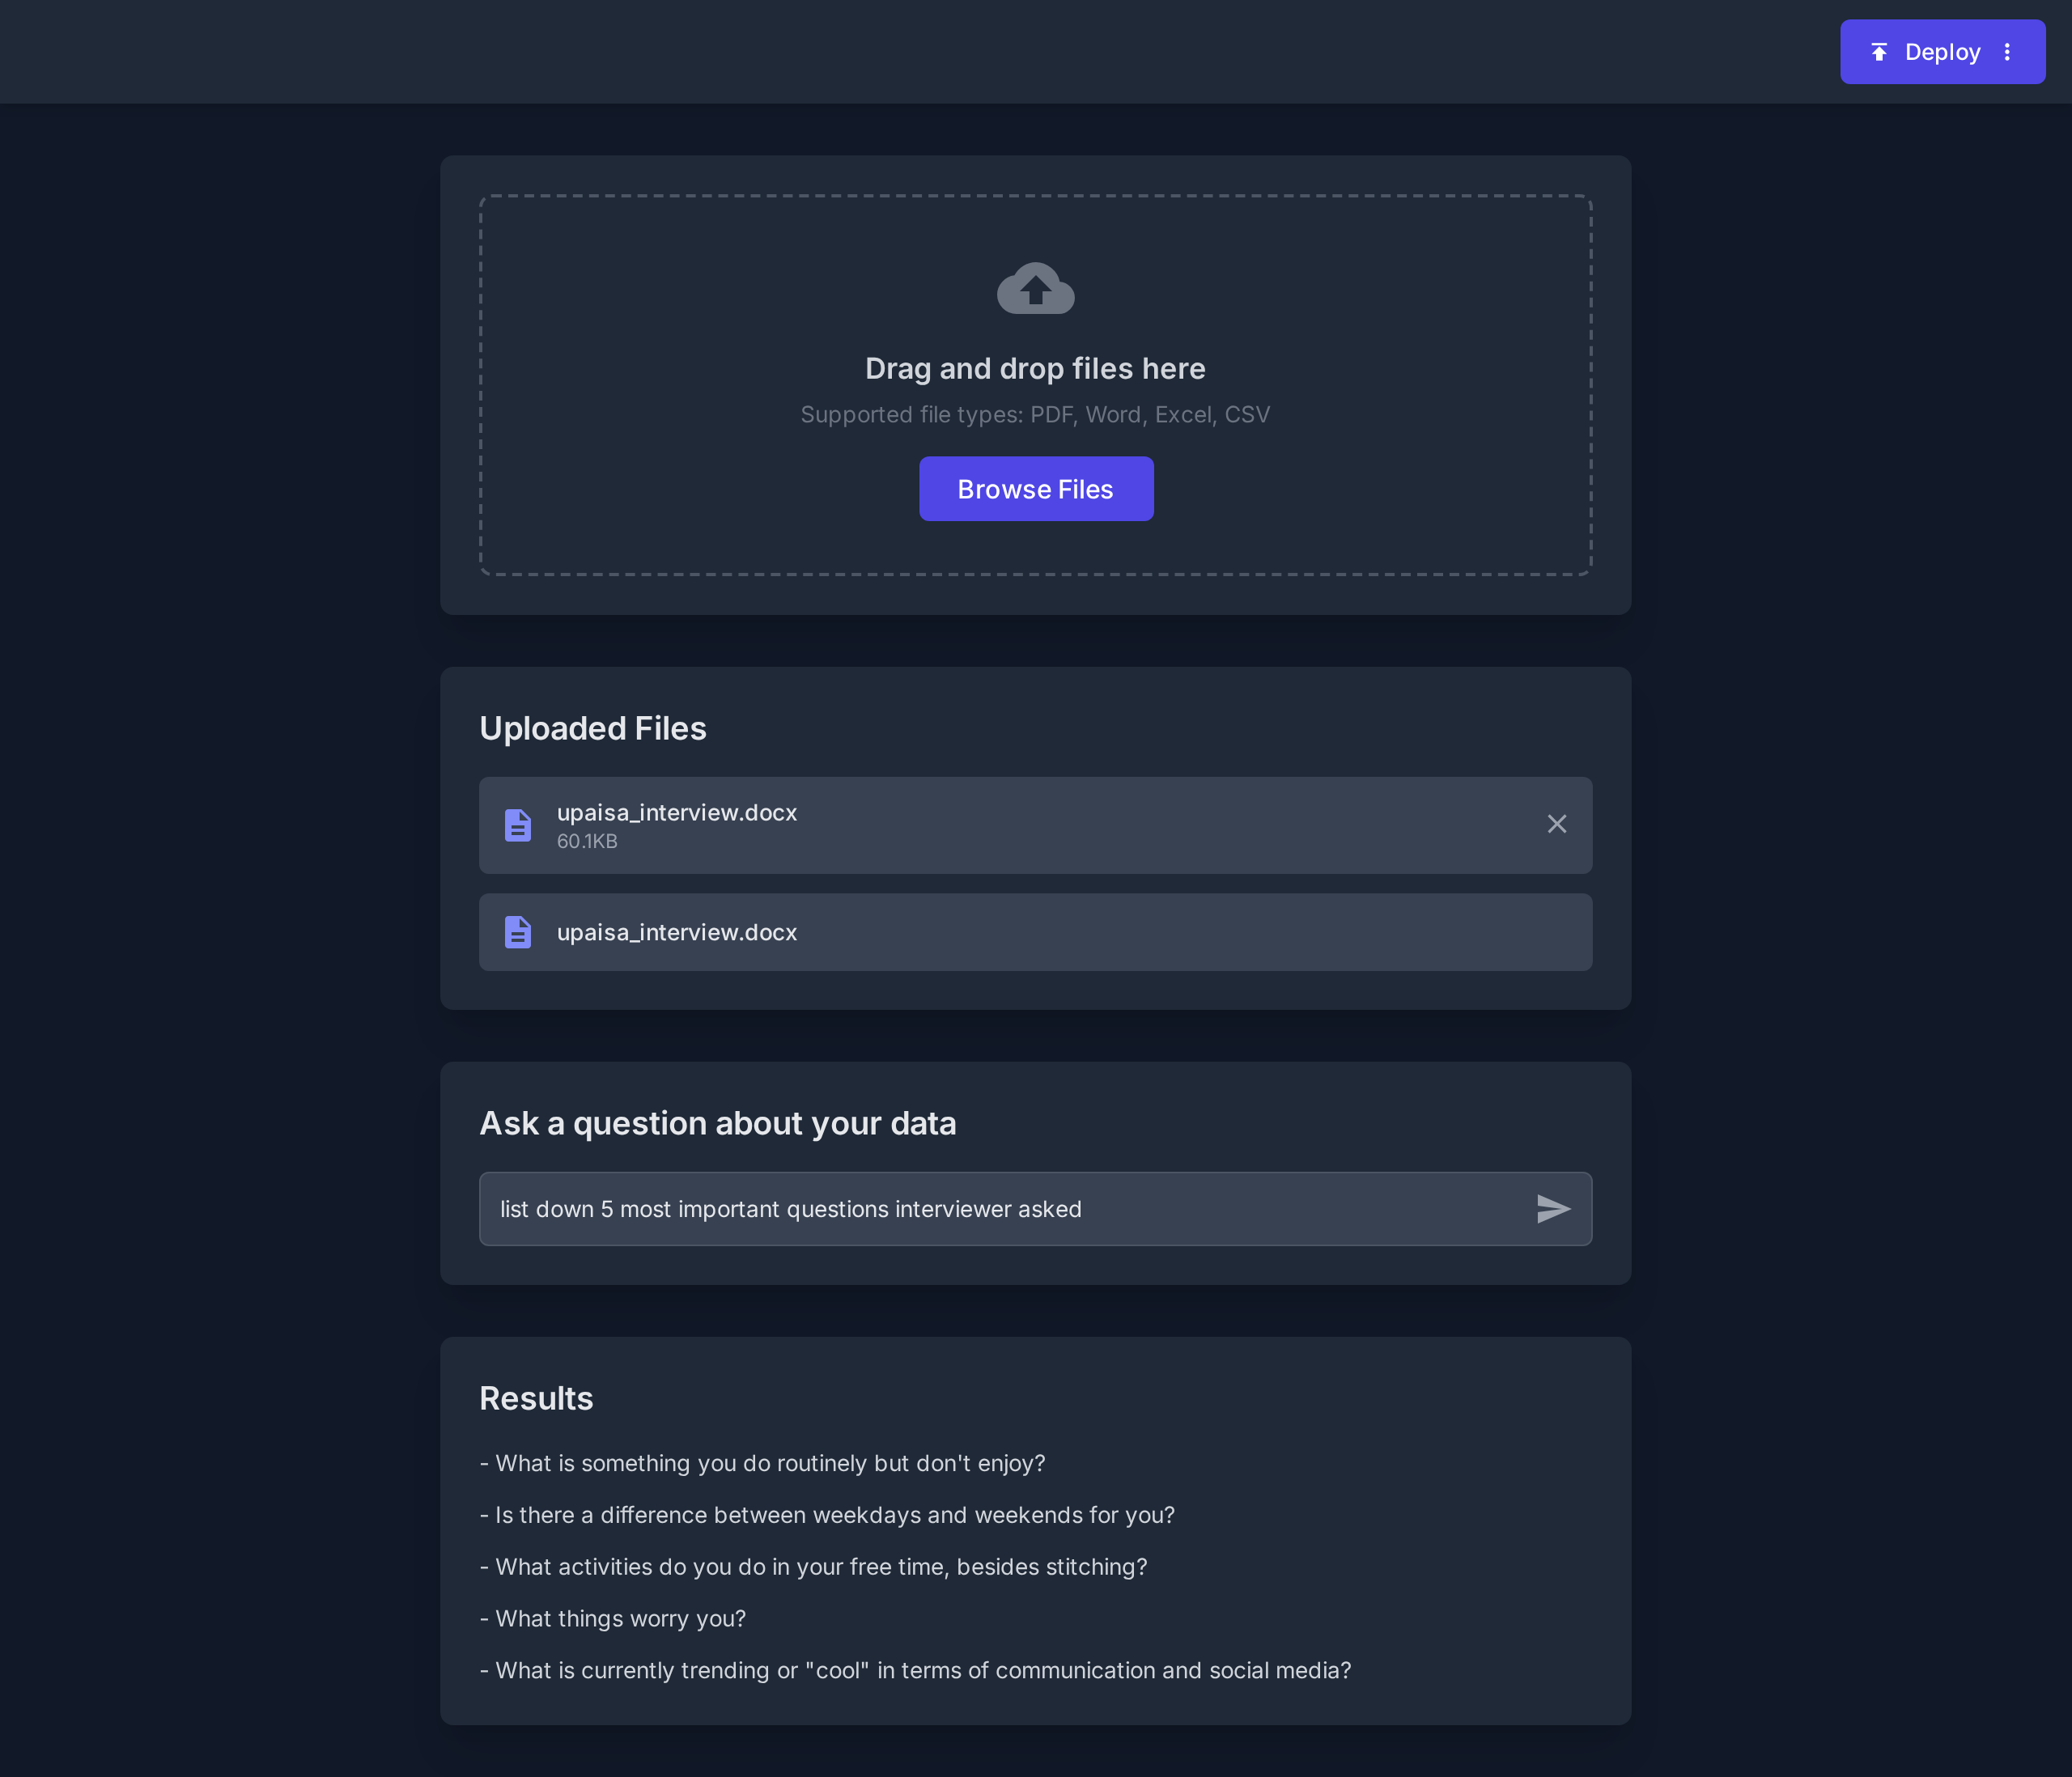 Deploy
Drag and drop files here
Supported file types: PDF, Word, Excel, CSV
Browse Files
Uploaded Files
upaisa_interview.docx
60.1KB
upaisa_interview.docx
Ask a question about your data
list down 5 most important questions interviewer asked
Results
- What is something you do routinely but don't enjoy?
- Is there a difference between weekdays and weekends for you?
- What activities do you do in your free time, besides stitching?
- What things worry you?
- What is currently trending or "cool" in terms of communication and social media?